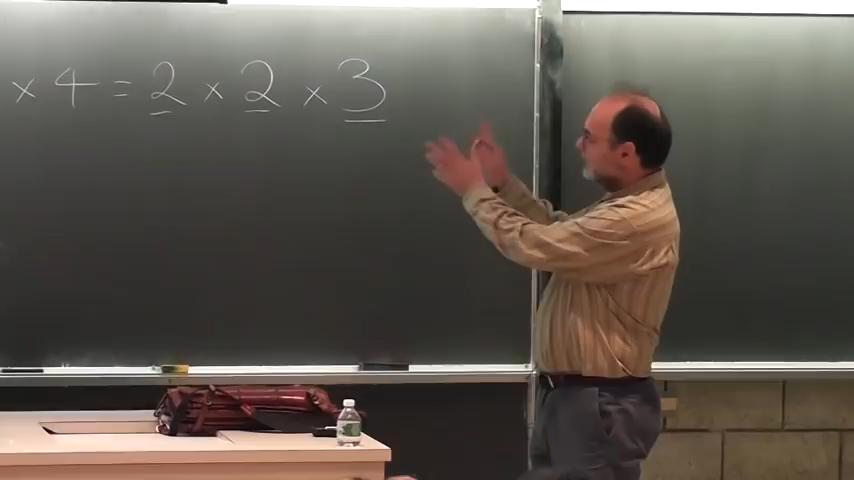 × 4 = 2 × 2 × 3